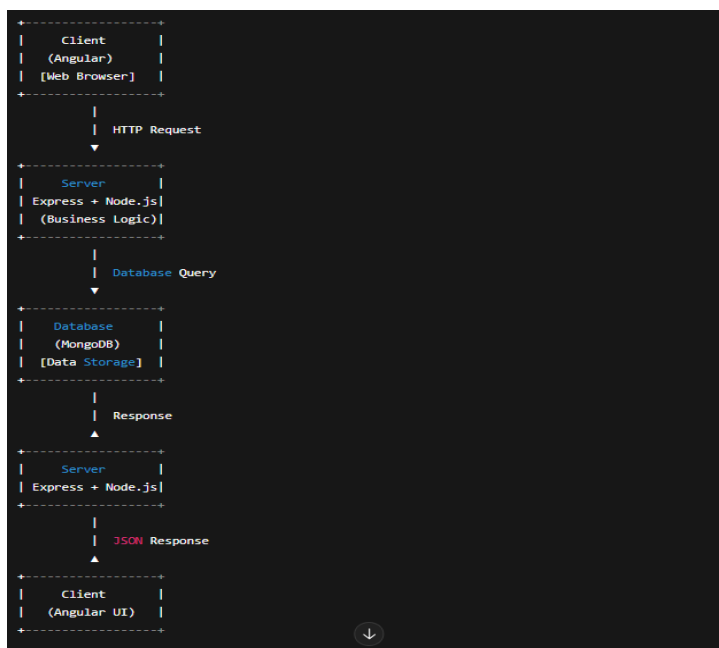 +------------------+
|     Client       |
|   (Angular)      |
|  [Web Browser]   |
+------------------+
         |
         |  HTTP Request
         ▼
+------------------+
|     Server       |
| Express + Node.js|
|  (Business Logic)|
+------------------+
         |
         |  Database Query
         ▼
+------------------+
|    Database      |
|    (MongoDB)     |
|  [Data Storage]  |
+------------------+
         |
         |  Response
         ▲
+------------------+
|     Server       |
| Express + Node.js|
+------------------+
         |
         |  JSON Response
         ▲
+------------------+
|     Client       |
|   (Angular UI)   |
+------------------+